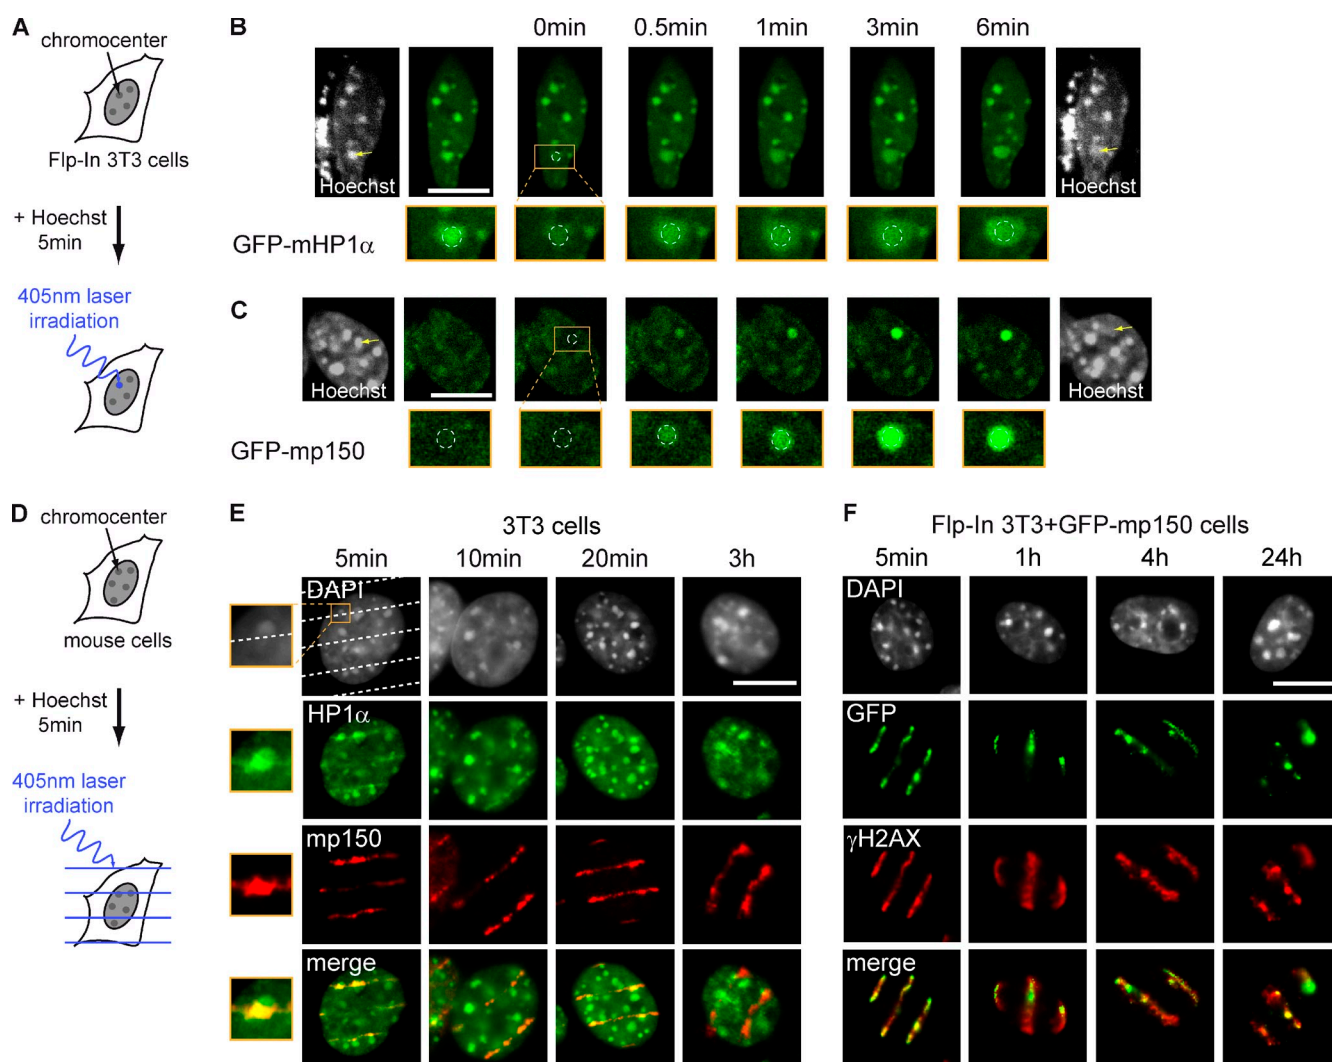 A
chromocenter
Flp-In 3T3 cells
+ Hoechst
5min
405nm laser
irradiation
B
0min 0.5min 1min 3min 6min
Hoechst
Hoechst
GFP-mHP1α
C
Hoechst
Hoechst
GFP-mp150
D
chromocenter
mouse cells
+ Hoechst
5min
405nm laser
irradiation
E
3T3 cells
5min 10min 20min 3h
DAPI
HP1α
mp150
merge
F
Flp-In 3T3+GFP-mp150 cells
5min 1h 4h 24h
DAPI
GFP
γH2AX
merge